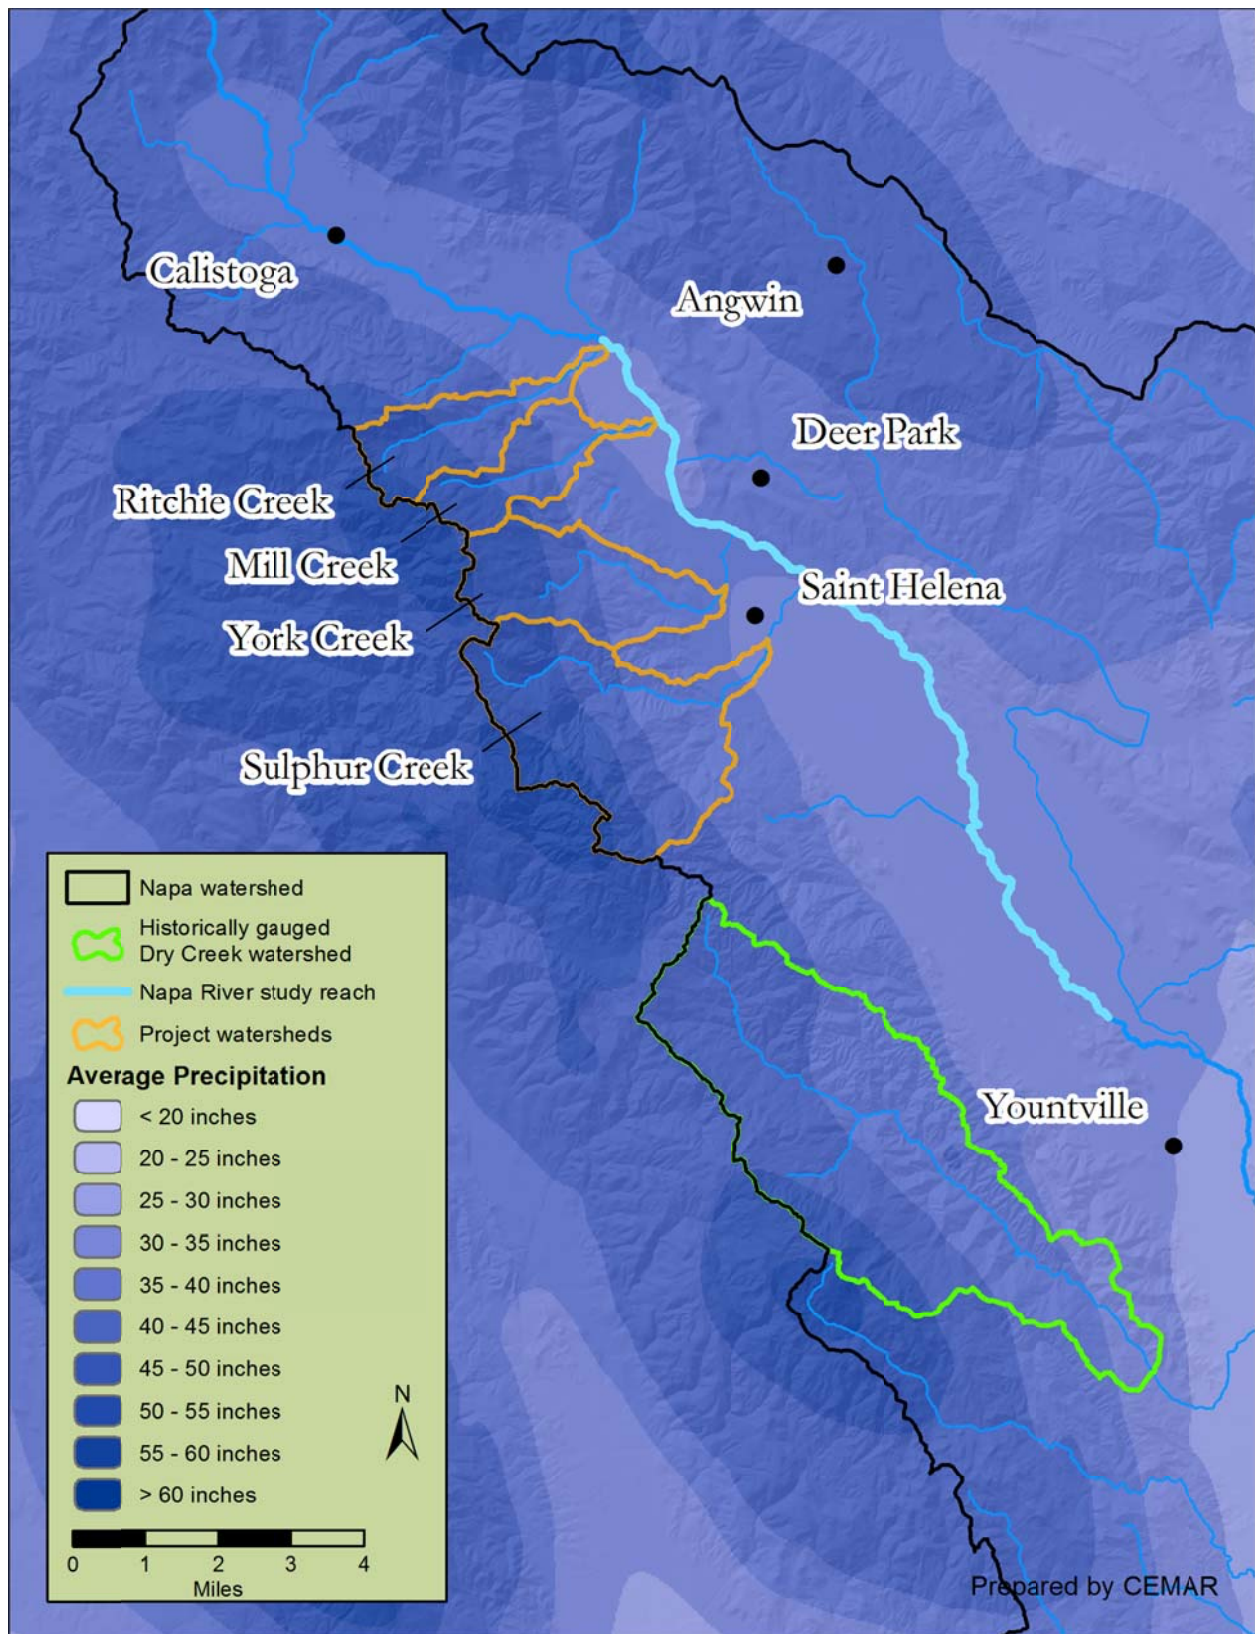 Calistoga
Angwin
Deer Park
Ritchie Creek
Mill Creek
Saint Helena
York Creek
Sulphur Creek
Yountville
Napa watershed
Historically gauged
Dry Creek watershed
Napa River study reach
Project watersheds
Average Precipitation
< 20 inches
20 - 25 inches
25 - 30 inches
30 - 35 inches
35 - 40 inches
40 - 45 inches
45 - 50 inches
50 - 55 inches
55 - 60 inches
> 60 inches
N
0 1 2 3 4
Miles
Prepared by CEMAR